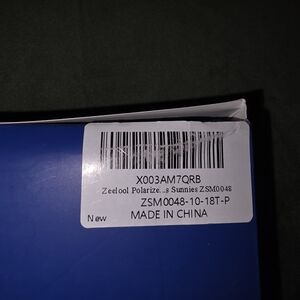 X003AM7QRB
Zeelool Polarize...s Sunnies ZSM0048
ZSM0048-10-18T-P
New
MADE IN CHINA